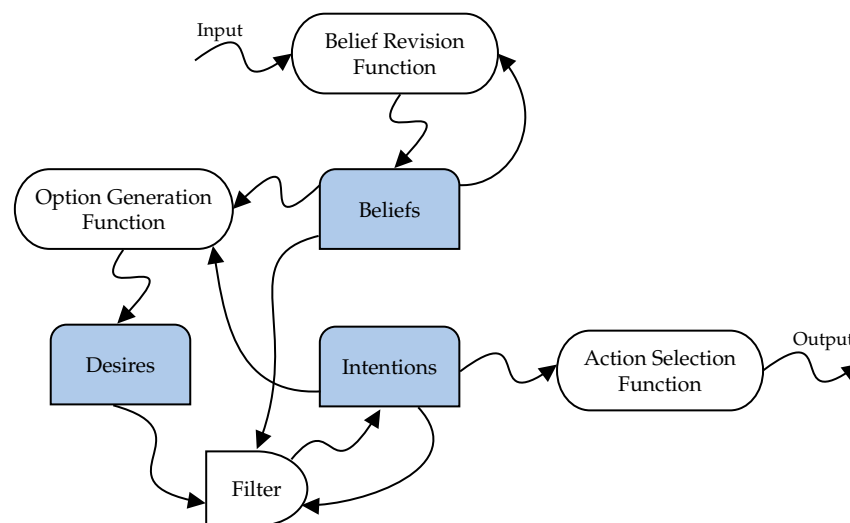 Input
Belief Revision
Function
Option Generation
Function
Beliefs
Desires
Intentions
Action Selection
Function
Output
Filter